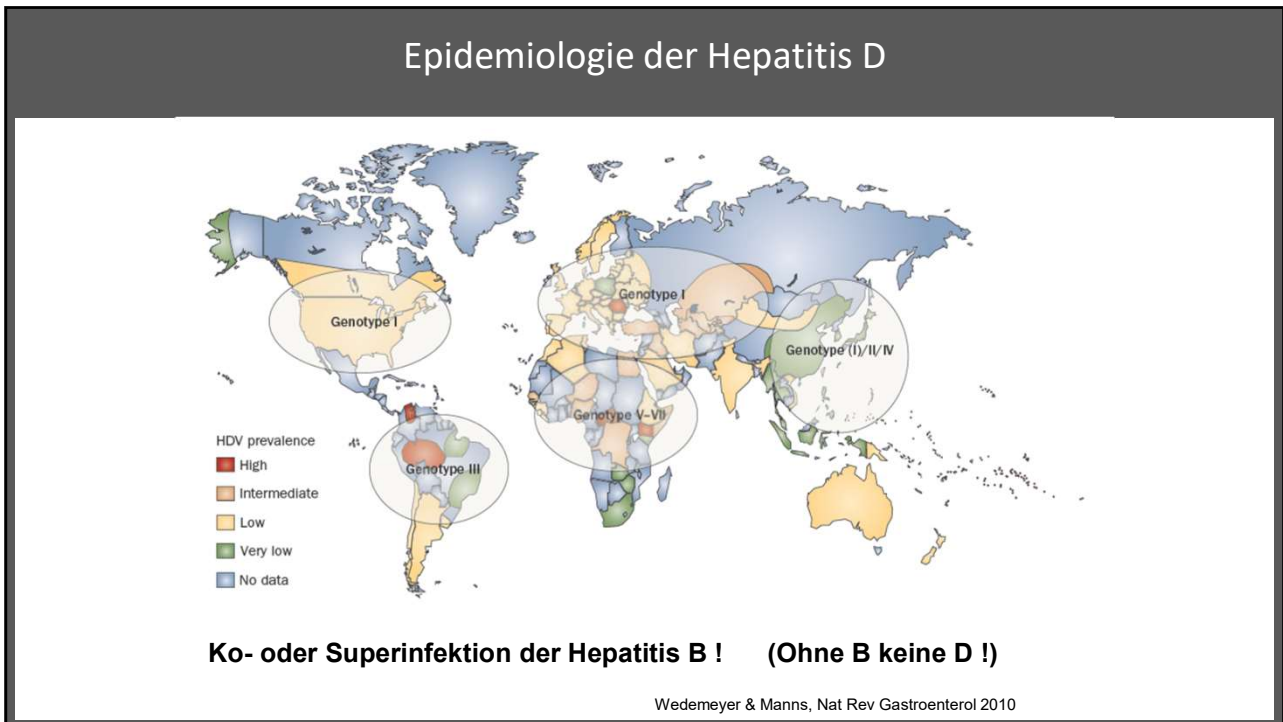 Epidemiologie der Hepatitis D
Genotype I
Genotype I
Genotype (I)/II/IV
Genotype V–VII
Genotype III
HDV prevalence
High
Intermediate
Low
Very low
No data
Ko- oder Superinfektion der Hepatitis B ! (Ohne B keine D !)
Wedemeyer & Manns, Nat Rev Gastroenterol 2010